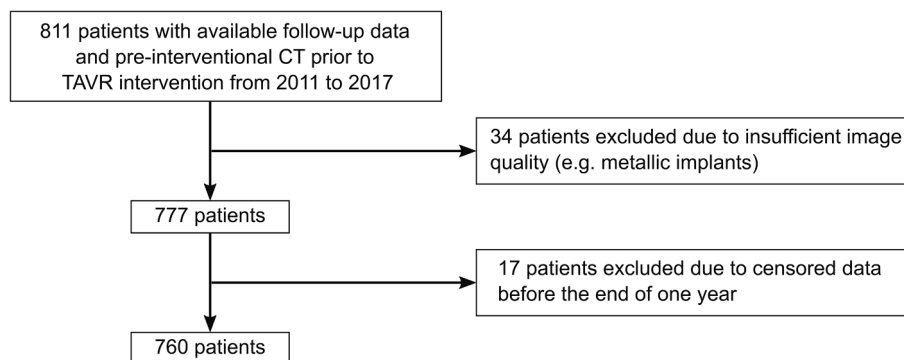 811 patients with available follow-up data
and pre-interventional CT prior to
TAVR intervention from 2011 to 2017
34 patients excluded due to insufficient image
quality (e.g. metallic implants)
777 patients
17 patients excluded due to censored data
before the end of one year
760 patients